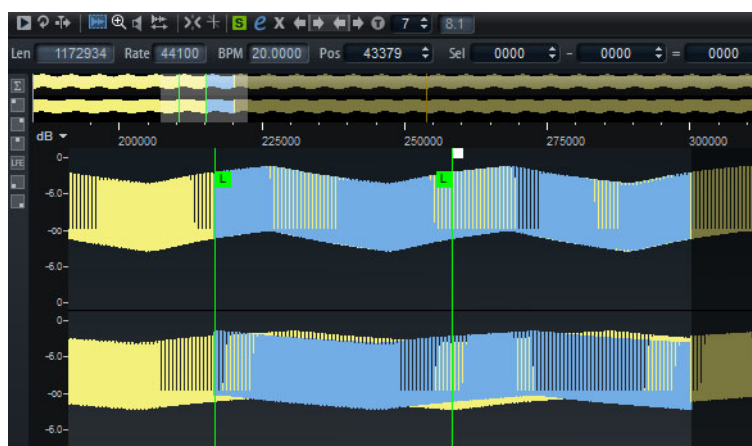 S e x T 7 8.1
Len 1172934 Rate 44100 BPM 20.0000 Pos 43379 Sel 0000 - 0000 = 0000
Σ
LFE
dB 200000 225000 250000 275000 300000
0-
L L
-6.0-
-00-
-6.0-
0-
0-
-6.0-
-00-
-6.0-